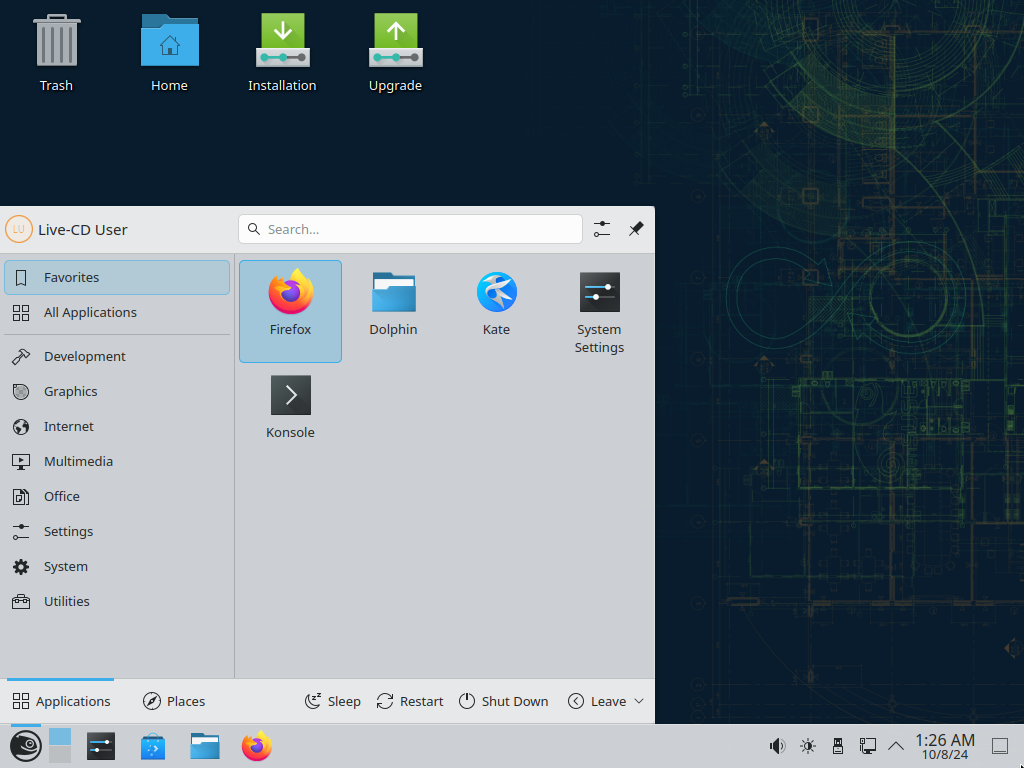 Trash
Home
Installation
Upgrade
LU
Live-CD User
Search...
Favorites
All Applications
Development
Graphics
Internet
Multimedia
Office
Settings
System
Utilities
Firefox
Dolphin
Kate
System
Settings
Konsole
Applications
Places
Sleep
Restart
Shut Down
Leave
1:26 AM
10/8/24